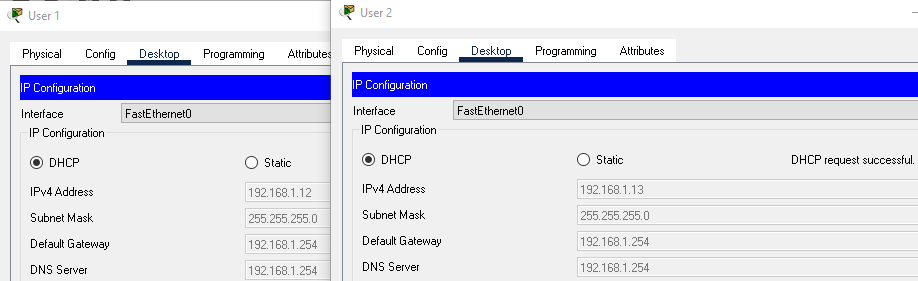 User 1
Physical Config Desktop Programming Attributes
IP Configuration
Interface FastEthernet0
IP Configuration
DHCP Static
IPv4 Address 192.168.1.12
Subnet Mask 255.255.255.0
Default Gateway 192.168.1.254
DNS Server 192.168.1.254
User 2
Physical Config Desktop Programming Attributes
IP Configuration
Interface FastEthernet0
IP Configuration
DHCP Static DHCP request successful.
IPv4 Address 192.168.1.13
Subnet Mask 255.255.255.0
Default Gateway 192.168.1.254
DNS Server 192.168.1.254